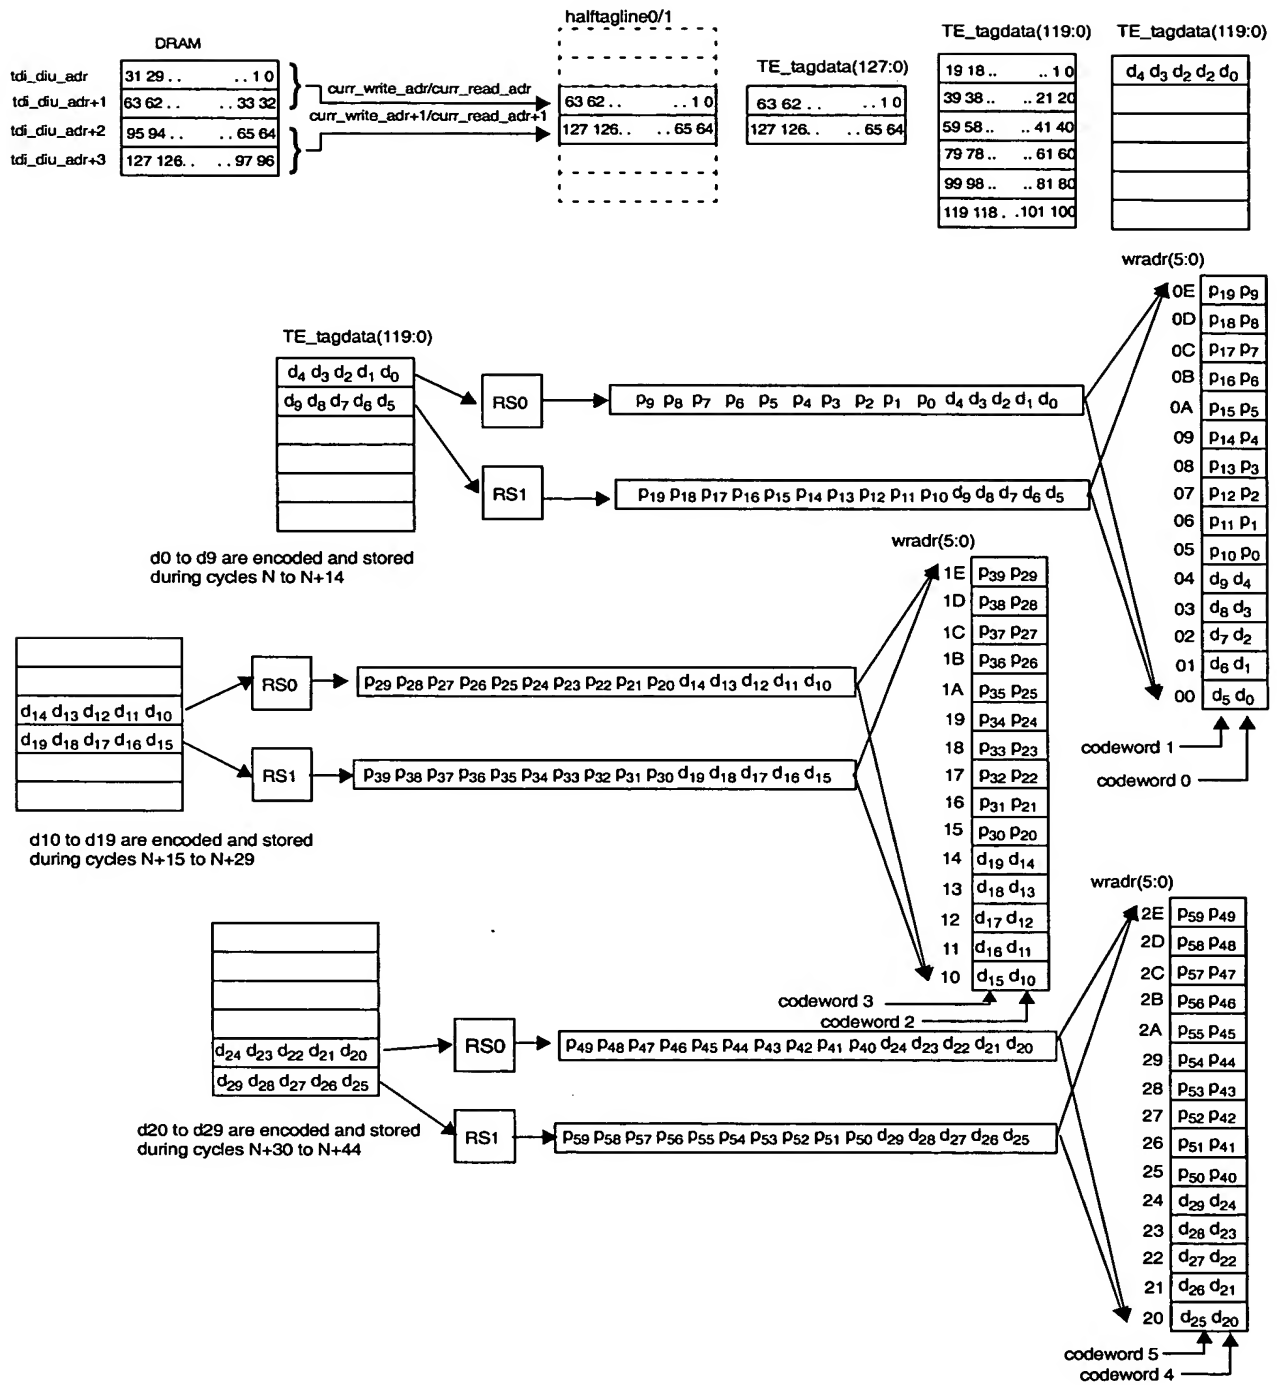 halftagline0/1
DRAM
tdi_diu_adr
31 29 . . . . 1 0
tdi_diu_adr+1
63 62 . . . . 33 32
tdi_diu_adr+2
95 94 . . . . 65 64
tdi_diu_adr+3
127 126. . . . 97 96
curr_write_adr/curr_read_adr
curr_write_adr+1/curr_read_adr+1
63 62 . . . . 1 0
127 126. . . . 65 64
TE_tagdata(127:0)
63 62 . . . . 1 0
127 126. . . . 65 64
TE_tagdata(119:0)
19 18 . . . . 1 0
39 38 . . . . 21 20
59 58 . . . . 41 40
79 78 . . . . 61 60
99 98 . . . . 81 80
119 118 . . .101 100
TE_tagdata(119:0)
d4 d3 d2 d2 d0
TE_tagdata(119:0)
d4 d3 d2 d1 d0
d9 d8 d7 d6 d5
RS0
p9 p8 p7 p6 p5 p4 p3 p2 p1 p0 d4 d3 d2 d1 d0
RS1
p19 p18 p17 p16 p15 p14 p13 p12 p11 p10 d9 d8 d7 d6 d5
d0 to d9 are encoded and stored
during cycles N to N+14
wradr(5:0)
0E p19 p9
0D p18 p8
0C p17 p7
0B p16 p6
0A p15 p5
09 p14 p4
08 p13 p3
07 p12 p2
06 p11 p1
05 p10 p0
04 d9 d4
03 d8 d3
02 d7 d2
01 d6 d1
00 d5 d0
codeword 1
codeword 0
d14 d13 d12 d11 d10
d19 d18 d17 d16 d15
RS0
p29 p28 p27 p26 p25 p24 p23 p22 p21 p20 d14 d13 d12 d11 d10
RS1
p39 p38 p37 p36 p35 p34 p33 p32 p31 p30 d19 d18 d17 d16 d15
d10 to d19 are encoded and stored
during cycles N+15 to N+29
wradr(5:0)
1E p39 p29
1D p38 p28
1C p37 p27
1B p36 p26
1A p35 p25
19 p34 p24
18 p33 p23
17 p32 p22
16 p31 p21
15 p30 p20
14 d19 d14
13 d18 d13
12 d17 d12
11 d16 d11
10 d15 d10
codeword 3
codeword 2
d24 d23 d22 d21 d20
d29 d28 d27 d26 d25
RS0
p49 p48 p47 p46 p45 p44 p43 p42 p41 p40 d24 d23 d22 d21 d20
RS1
p59 p58 p57 p56 p55 p54 p53 p52 p51 p50 d29 d28 d27 d26 d25
d20 to d29 are encoded and stored
during cycles N+30 to N+44
wradr(5:0)
2E p59 p49
2D p58 p48
2C p57 p47
2B p56 p46
2A p55 p45
29 p54 p44
28 p53 p43
27 p52 p42
26 p51 p41
25 p50 p40
24 d29 d24
23 d28 d23
22 d27 d22
21 d26 d21
20 d25 d20
codeword 5
codeword 4